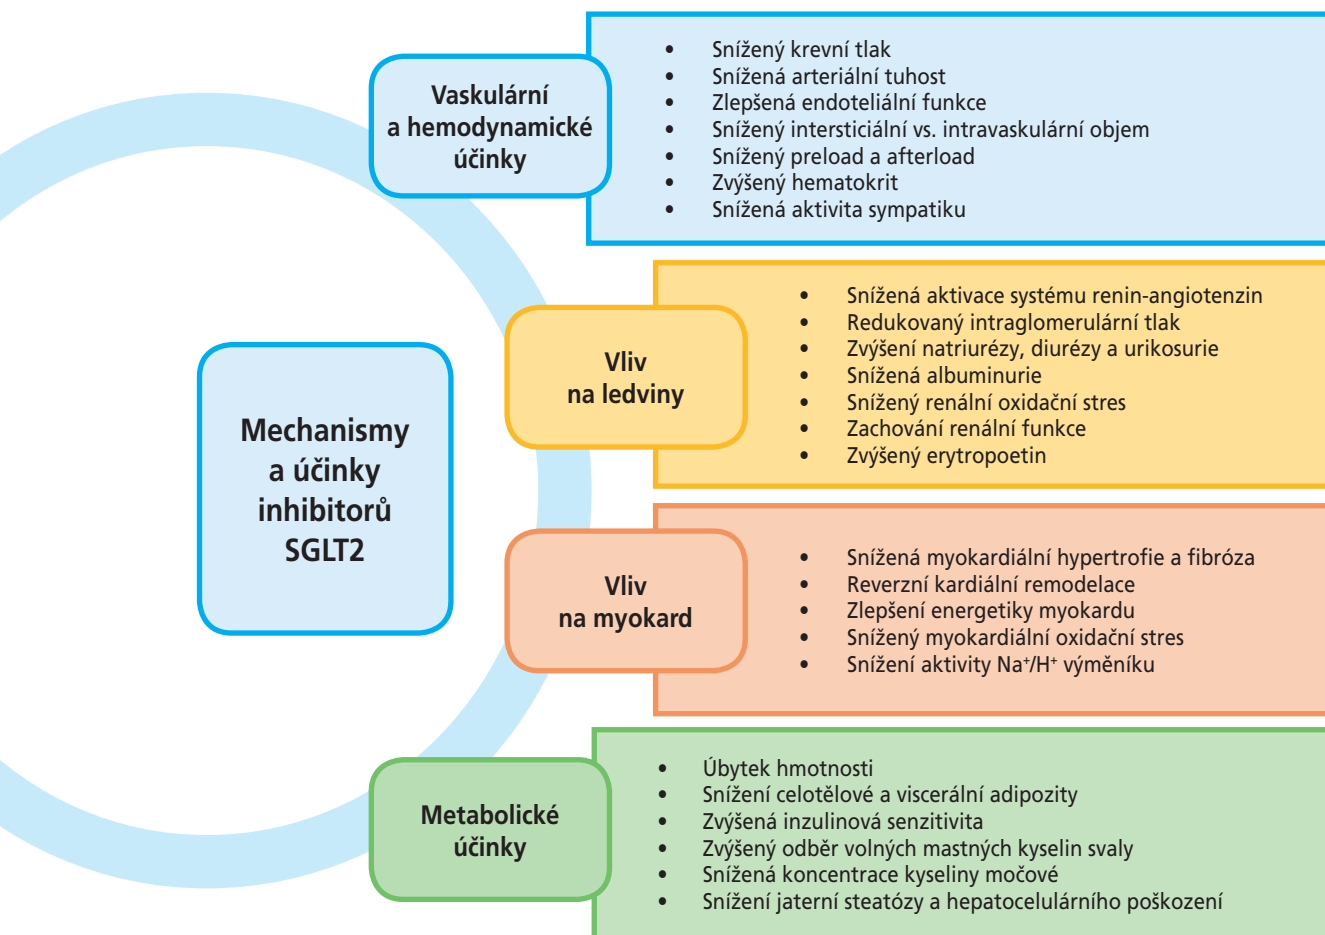 Vaskulární
a hemodynamické
účinky
• Snížený krevní tlak
• Snížená arteriální tuhost
• Zlepšená endoteliální funkce
• Snížený intersticiální vs. intravaskulární objem
• Snížený preload a afterload
• Zvýšený hematokrit
• Snížená aktivita sympatiku
Mechanismy
a účinky
inhibitorů
SGLT2
Vliv
na ledviny
• Snížená aktivace systému renin-angiotenzin
• Redukovaný intraglomerulární tlak
• Zvýšení natriurézy, diurézy a urikosurie
• Snížená albuminurie
• Snížený renální oxidační stres
• Zachování renální funkce
• Zvýšený erytropoetin
Vliv
na myokard
• Snížená myokardiální hypertrofie a fibróza
• Reverzní kardiální remodelace
• Zlepšení energetiky myokardu
• Snížený myokardiální oxidační stres
• Snížení aktivity Na⁺/H⁺ výměníku
Metabolické
účinky
• Úbytek hmotnosti
• Snížení celotělové a viscerální adipozity
• Zvýšená inzulinová senzitivita
• Zvýšený odběr volných mastných kyselin svaly
• Snížená koncentrace kyseliny močové
• Snížení jaterní steatózy a hepatocelulárního poškození